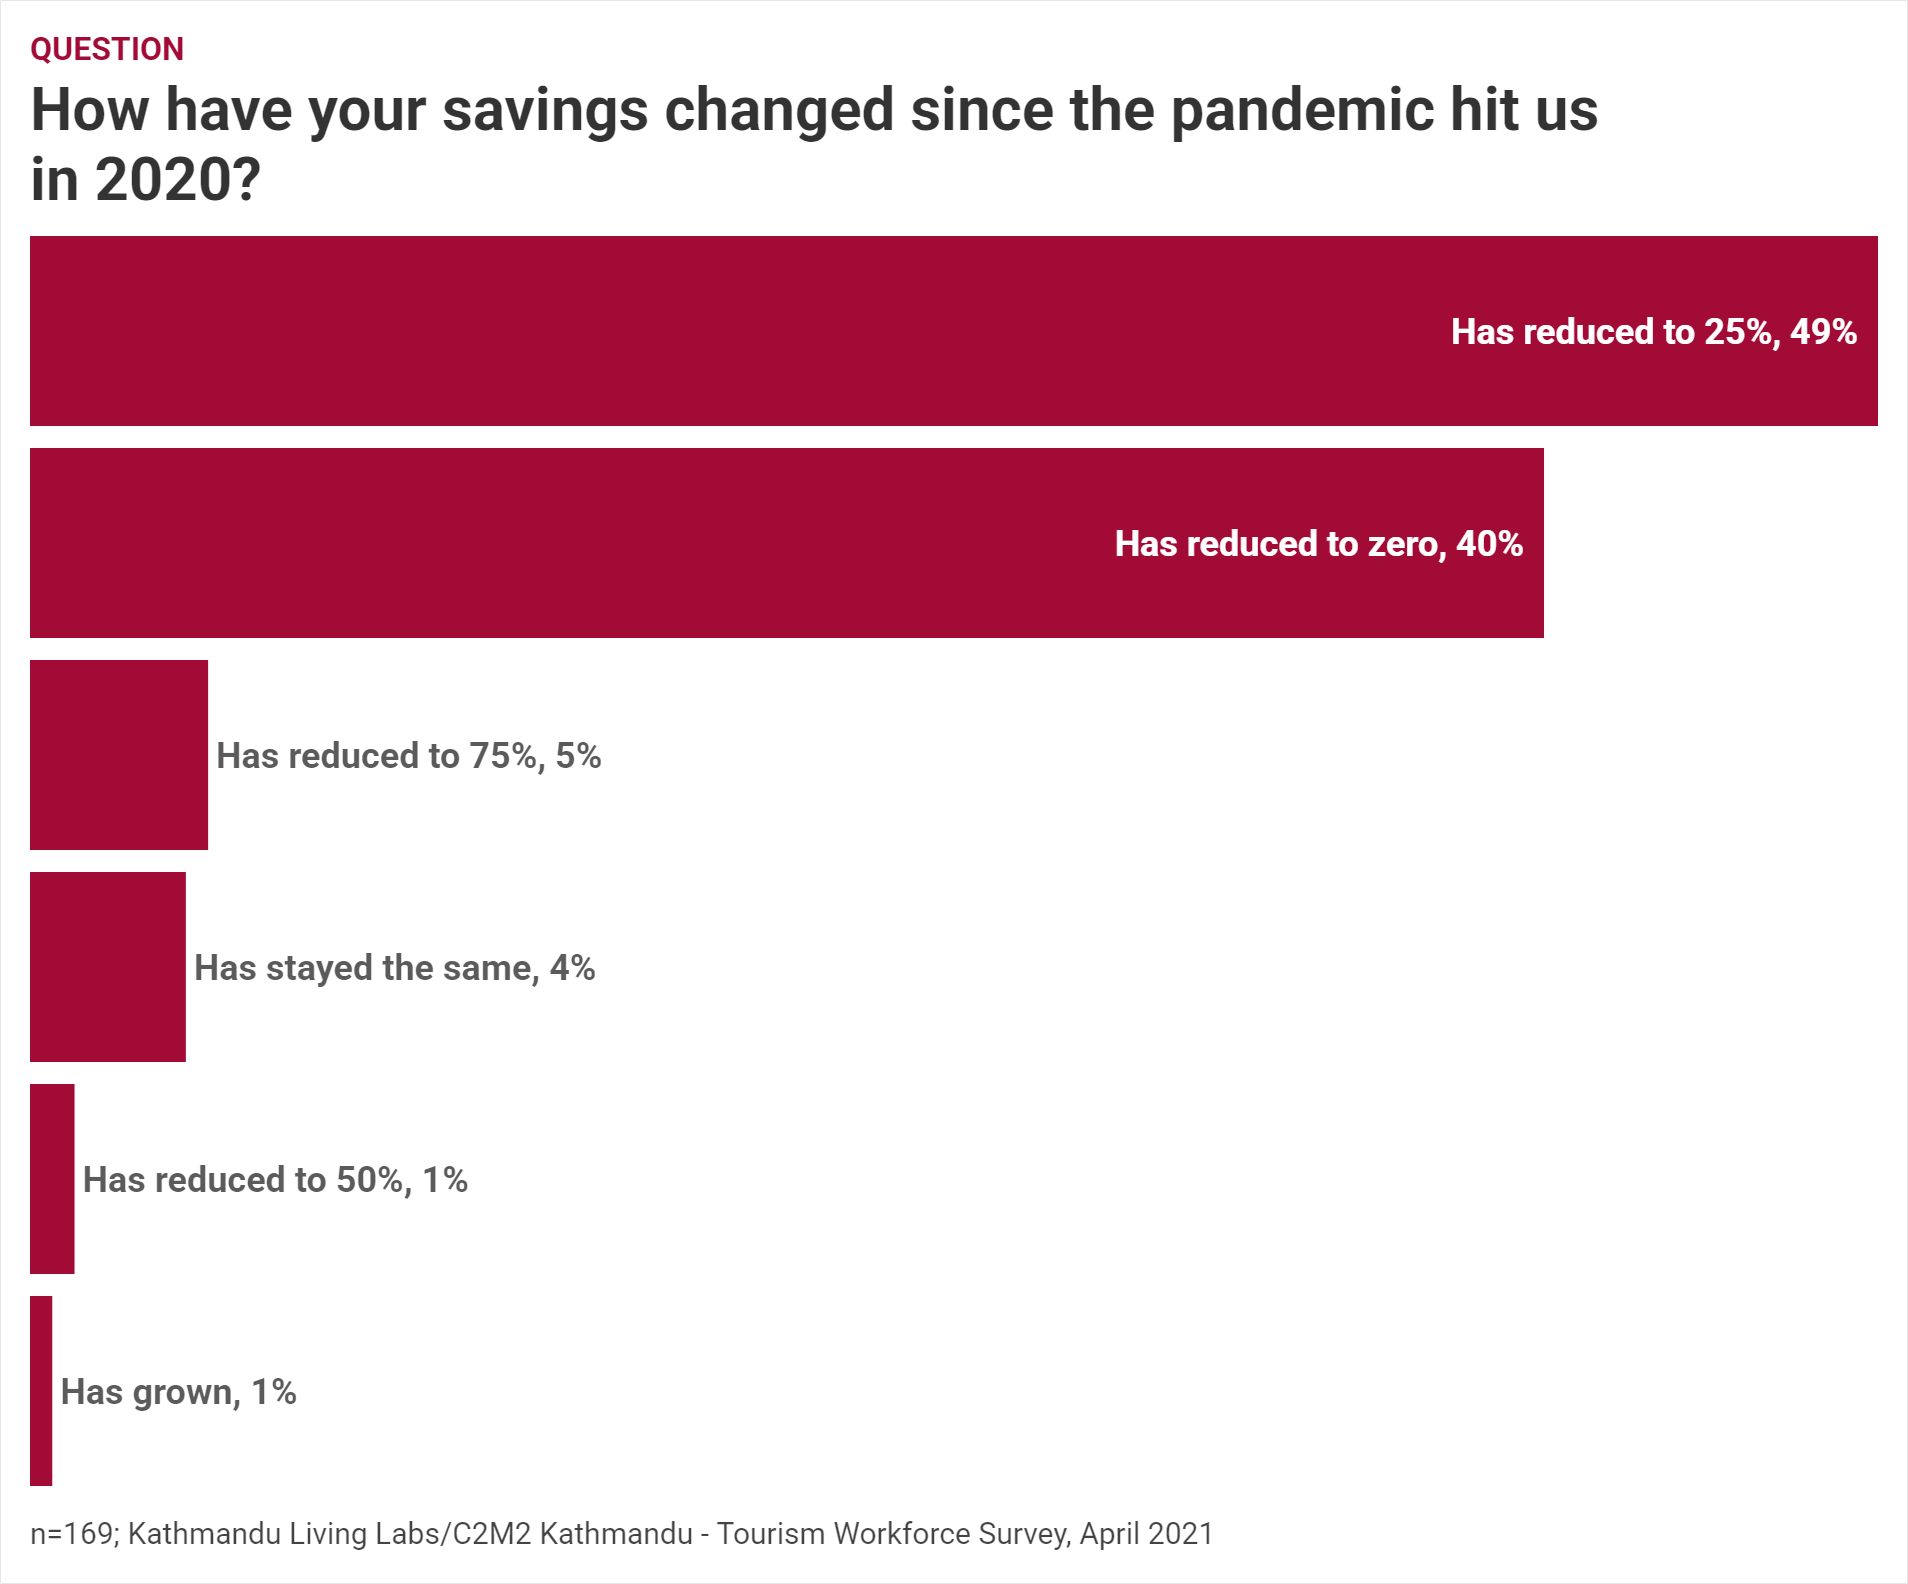 QUESTION
How have your savings changed since the pandemic hit us
in 2020?
Has reduced to 25%, 49%
Has reduced to zero, 40%
Has reduced to 75%, 5%
Has stayed the same, 4%
Has reduced to 50%, 1%
Has grown, 1%
n=169; Kathmandu Living Labs/C2M2 Kathmandu - Tourism Workforce Survey, April 2021